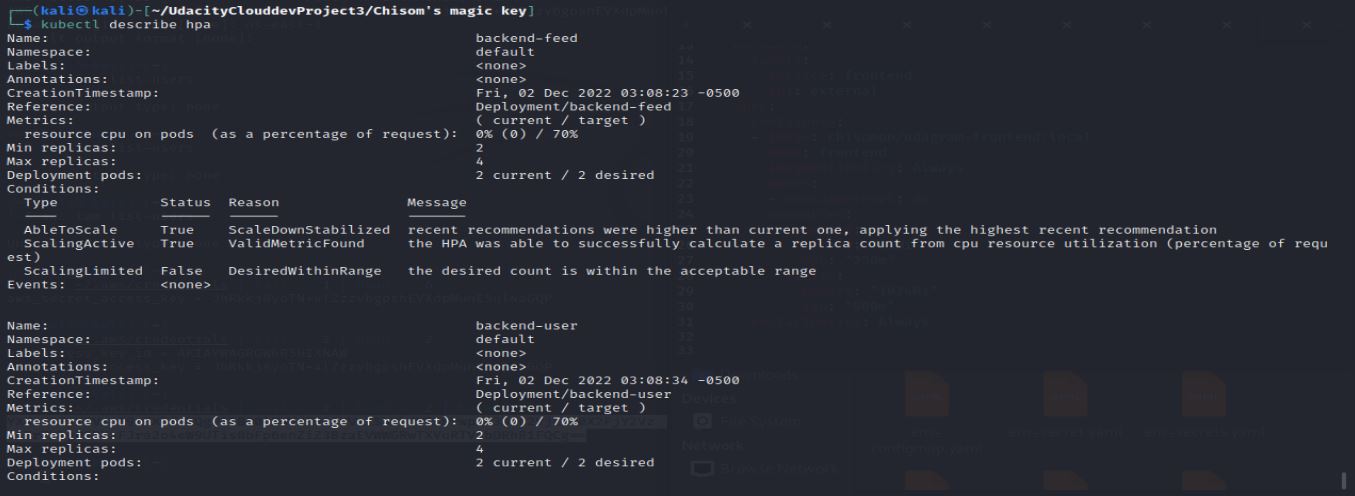 (kali㉿kali)-[~/UdacityClouddevProject3/Chisom's magic key]
$ kubectl describe hpa
Name: backend-feed
Namespace: default
Labels: <none>
Annotations: <none>
CreationTimestamp: Fri, 02 Dec 2022 03:08:23 -0500
Reference: Deployment/backend-feed
Metrics: ( current / target )
resource cpu on pods (as a percentage of request): 0% (0) / 70%
Min replicas: 2
Max replicas: 4
Deployment pods: 2 current / 2 desired
Conditions:
Type Status Reason Message
---- ------ ------ -------
AbleToScale True ScaleDownStabilized recent recommendations were higher than current one, applying the highest recent recommendation
ScalingActive True ValidMetricFound the HPA was able to successfully calculate a replica count from cpu resource utilization (percentage of requ
est)
ScalingLimited False DesiredWithinRange the desired count is within the acceptable range
Events: <none>
Name: backend-user
Namespace: default
Labels: <none>
Annotations: <none>
CreationTimestamp: Fri, 02 Dec 2022 03:08:34 -0500
Reference: Deployment/backend-user
Metrics: ( current / target )
resource cpu on pods (as a percentage of request): 0% (0) / 70%
Min replicas: 2
Max replicas: 4
Deployment pods: 2 current / 2 desired
Conditions:
Devices
File System
Network
Browse Network